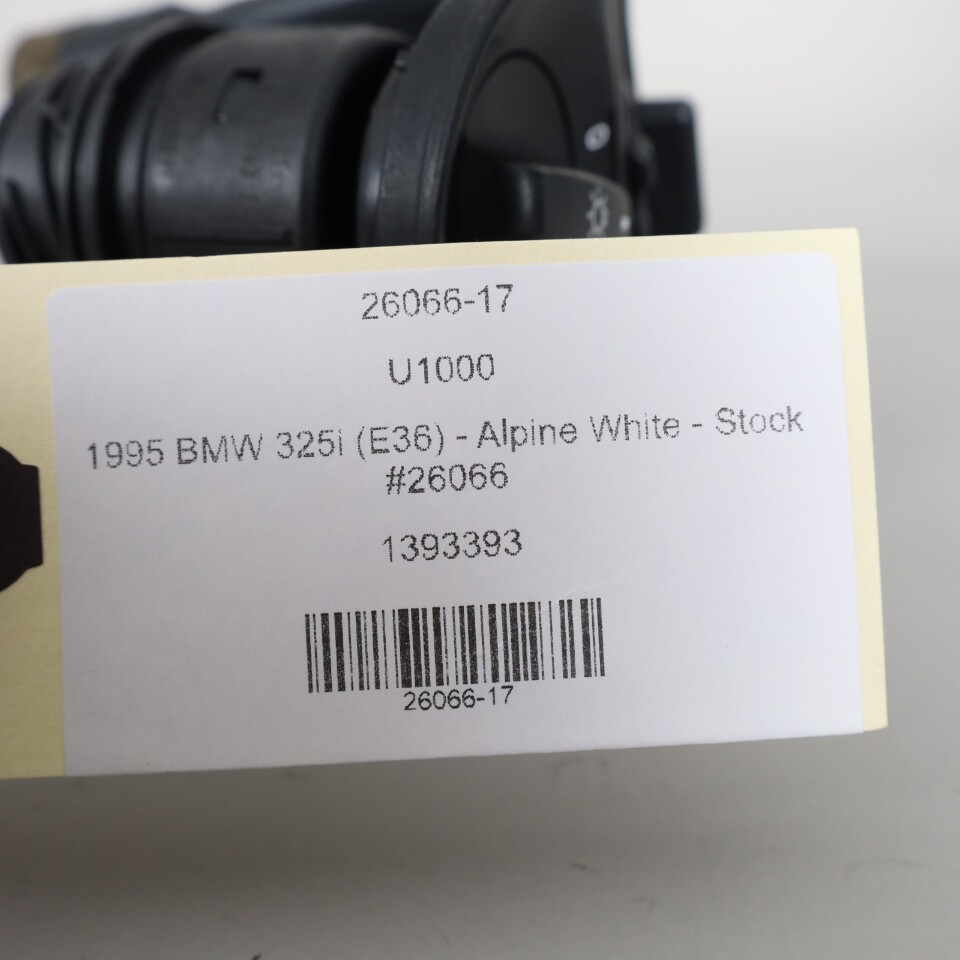 26066-17
U1000
1995 BMW 325i (E36) - Alpine White - Stock
#26066
1393393
26066-17